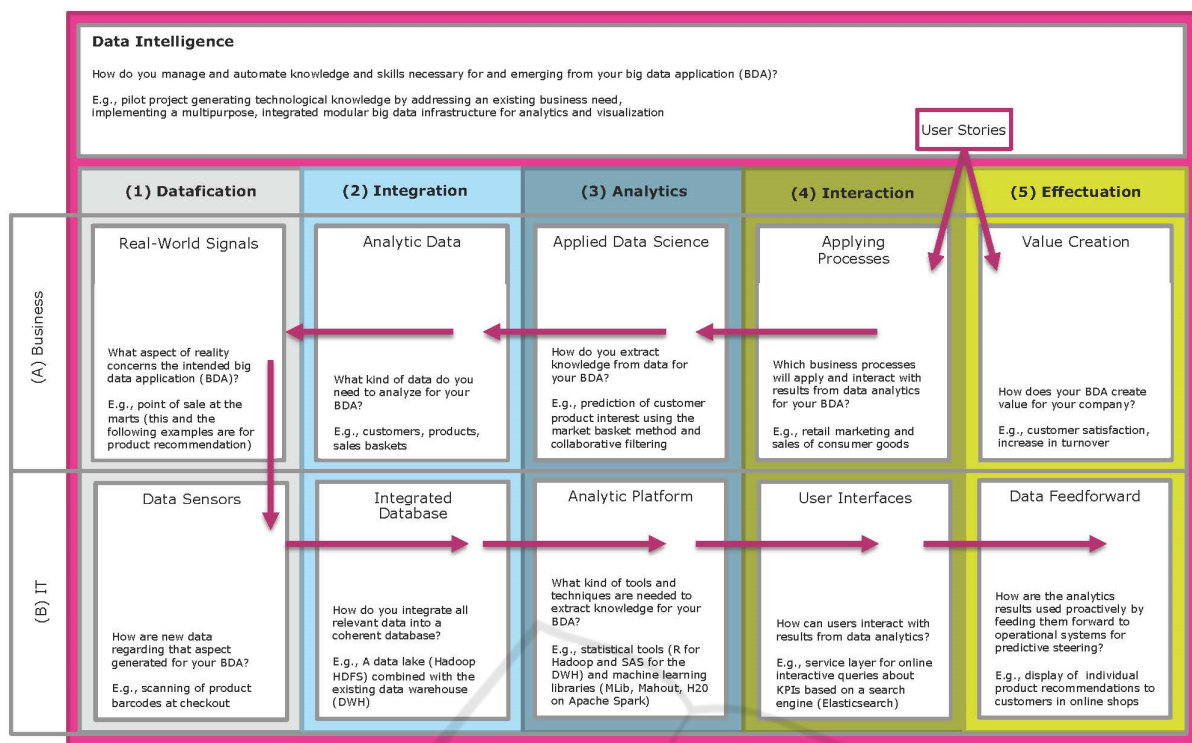 Data Intelligence
How do you manage and automate knowledge and skills necessary for and emerging from your big data application (BDA)?
E.g., pilot project generating technological knowledge by addressing an existing business need,
implementing a multipurpose, integrated modular big data infrastructure for analytics and visualization
User Stories
(1) Datafication
(2) Integration
(3) Analytics
(4) Interaction
(5) Effectuation
(A) Business
Real-World Signals
What aspect of reality
concerns the intended big
data application (BDA)?
E.g., point of sale at the
marts (this and the
following examples are for
product recommendation)
Analytic Data
What kind of data do you
need to analyze for your
BDA?
E.g., customers, products,
sales baskets
Applied Data Science
How do you extract
knowledge from data for
your BDA?
E.g., prediction of customer
product interest using the
market basket method and
collaborative filtering
Applying
Processes
Which business processes
will apply and interact with
results from data analytics
for your BDA?
E.g., retail marketing and
sales of consumer goods
Value Creation
How does your BDA create
value for your company?
E.g., customer satisfaction,
increase in turnover
(B) IT
Data Sensors
How are new data
regarding that aspect
generated for your BDA?
E.g., scanning of product
barcodes at checkout
Integrated
Database
How do you integrate all
relevant data into a
coherent database?
E.g., A data lake (Hadoop
HDFS) combined with the
existing data warehouse
(DWH)
Analytic Platform
What kind of tools and
techniques are needed to
extract knowledge for your
BDA?
E.g., statistical tools (R for
Hadoop and SAS for the
DWH) and machine learning
libraries (MLib, Mahout, H20
on Apache Spark)
User Interfaces
How can users interact with
results from data analytics?
E.g., service layer for online
interactive queries about
KPIs based on a search
engine (Elasticsearch)
Data Feedforward
How are the analytics
results used proactively by
feeding them forward to
operational systems for
predictive steering?
E.g., display of individual
product recommendations to
customers in online shops